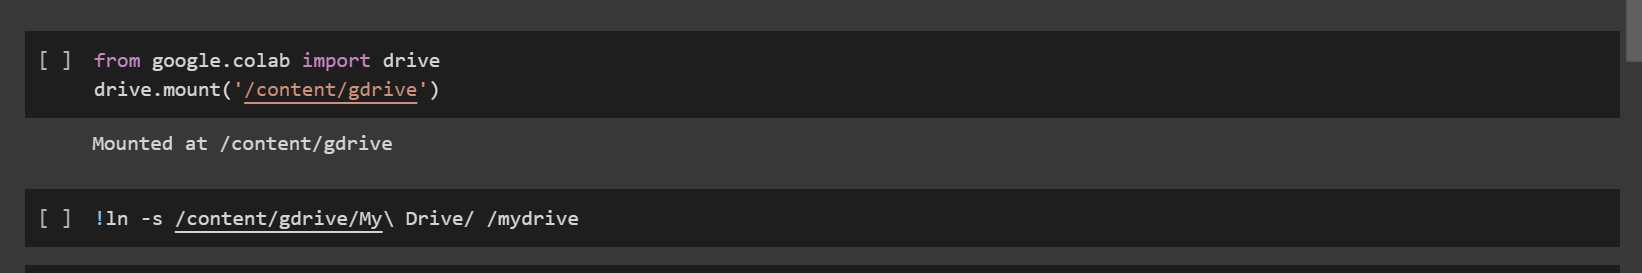 [ ] from google.colab import drive
drive.mount('/content/gdrive')
Mounted at /content/gdrive
[ ] !ln -s /content/gdrive/My\ Drive/ /mydrive